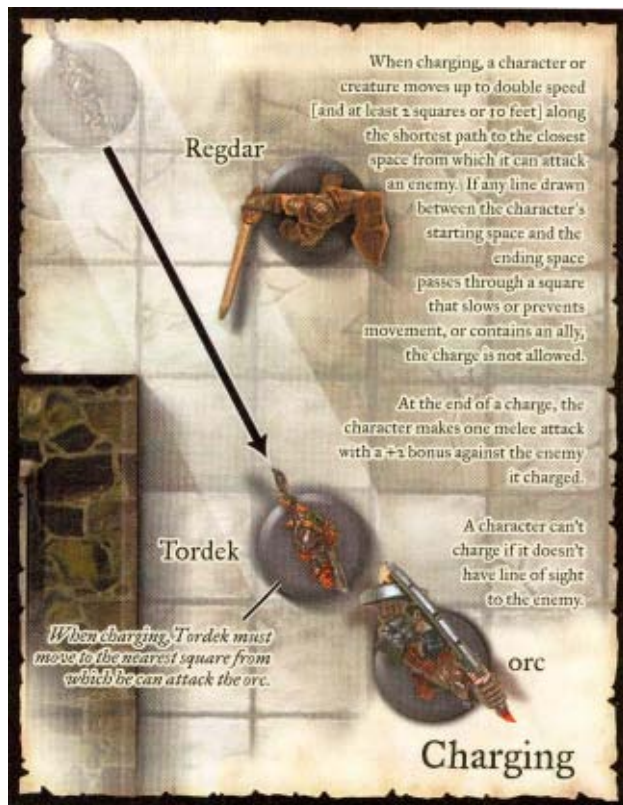 When charging, a character or
creature moves up to double speed
[and at least 2 squares or 10 feet] along
the shortest path to the closest
space from which it can attack
an enemy. If any line drawn
between the character's
starting space and the
ending space
passes through a square
that slows or prevents
movement, or contains an ally,
the charge is not allowed.
Regdar
At the end of a charge, the
character makes one melee attack
with a +2 bonus against the enemy
it charged.
A character can't
charge if it doesn't
have line of sight
to the enemy.
Tordek
When charging, Tordek must
move to the nearest square from
which he can attack the orc.
orc
Charging